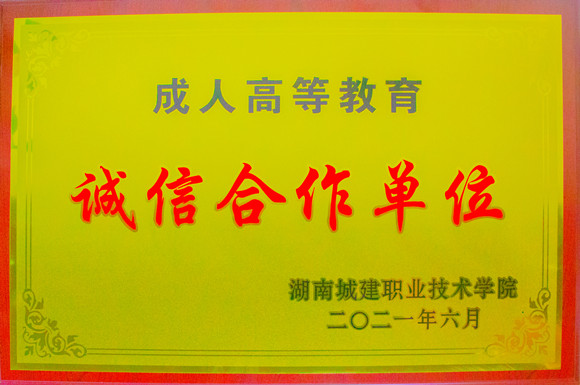 成人高等教育
诚信合作单位
湖南城建职业技术学院
二〇二一年六月